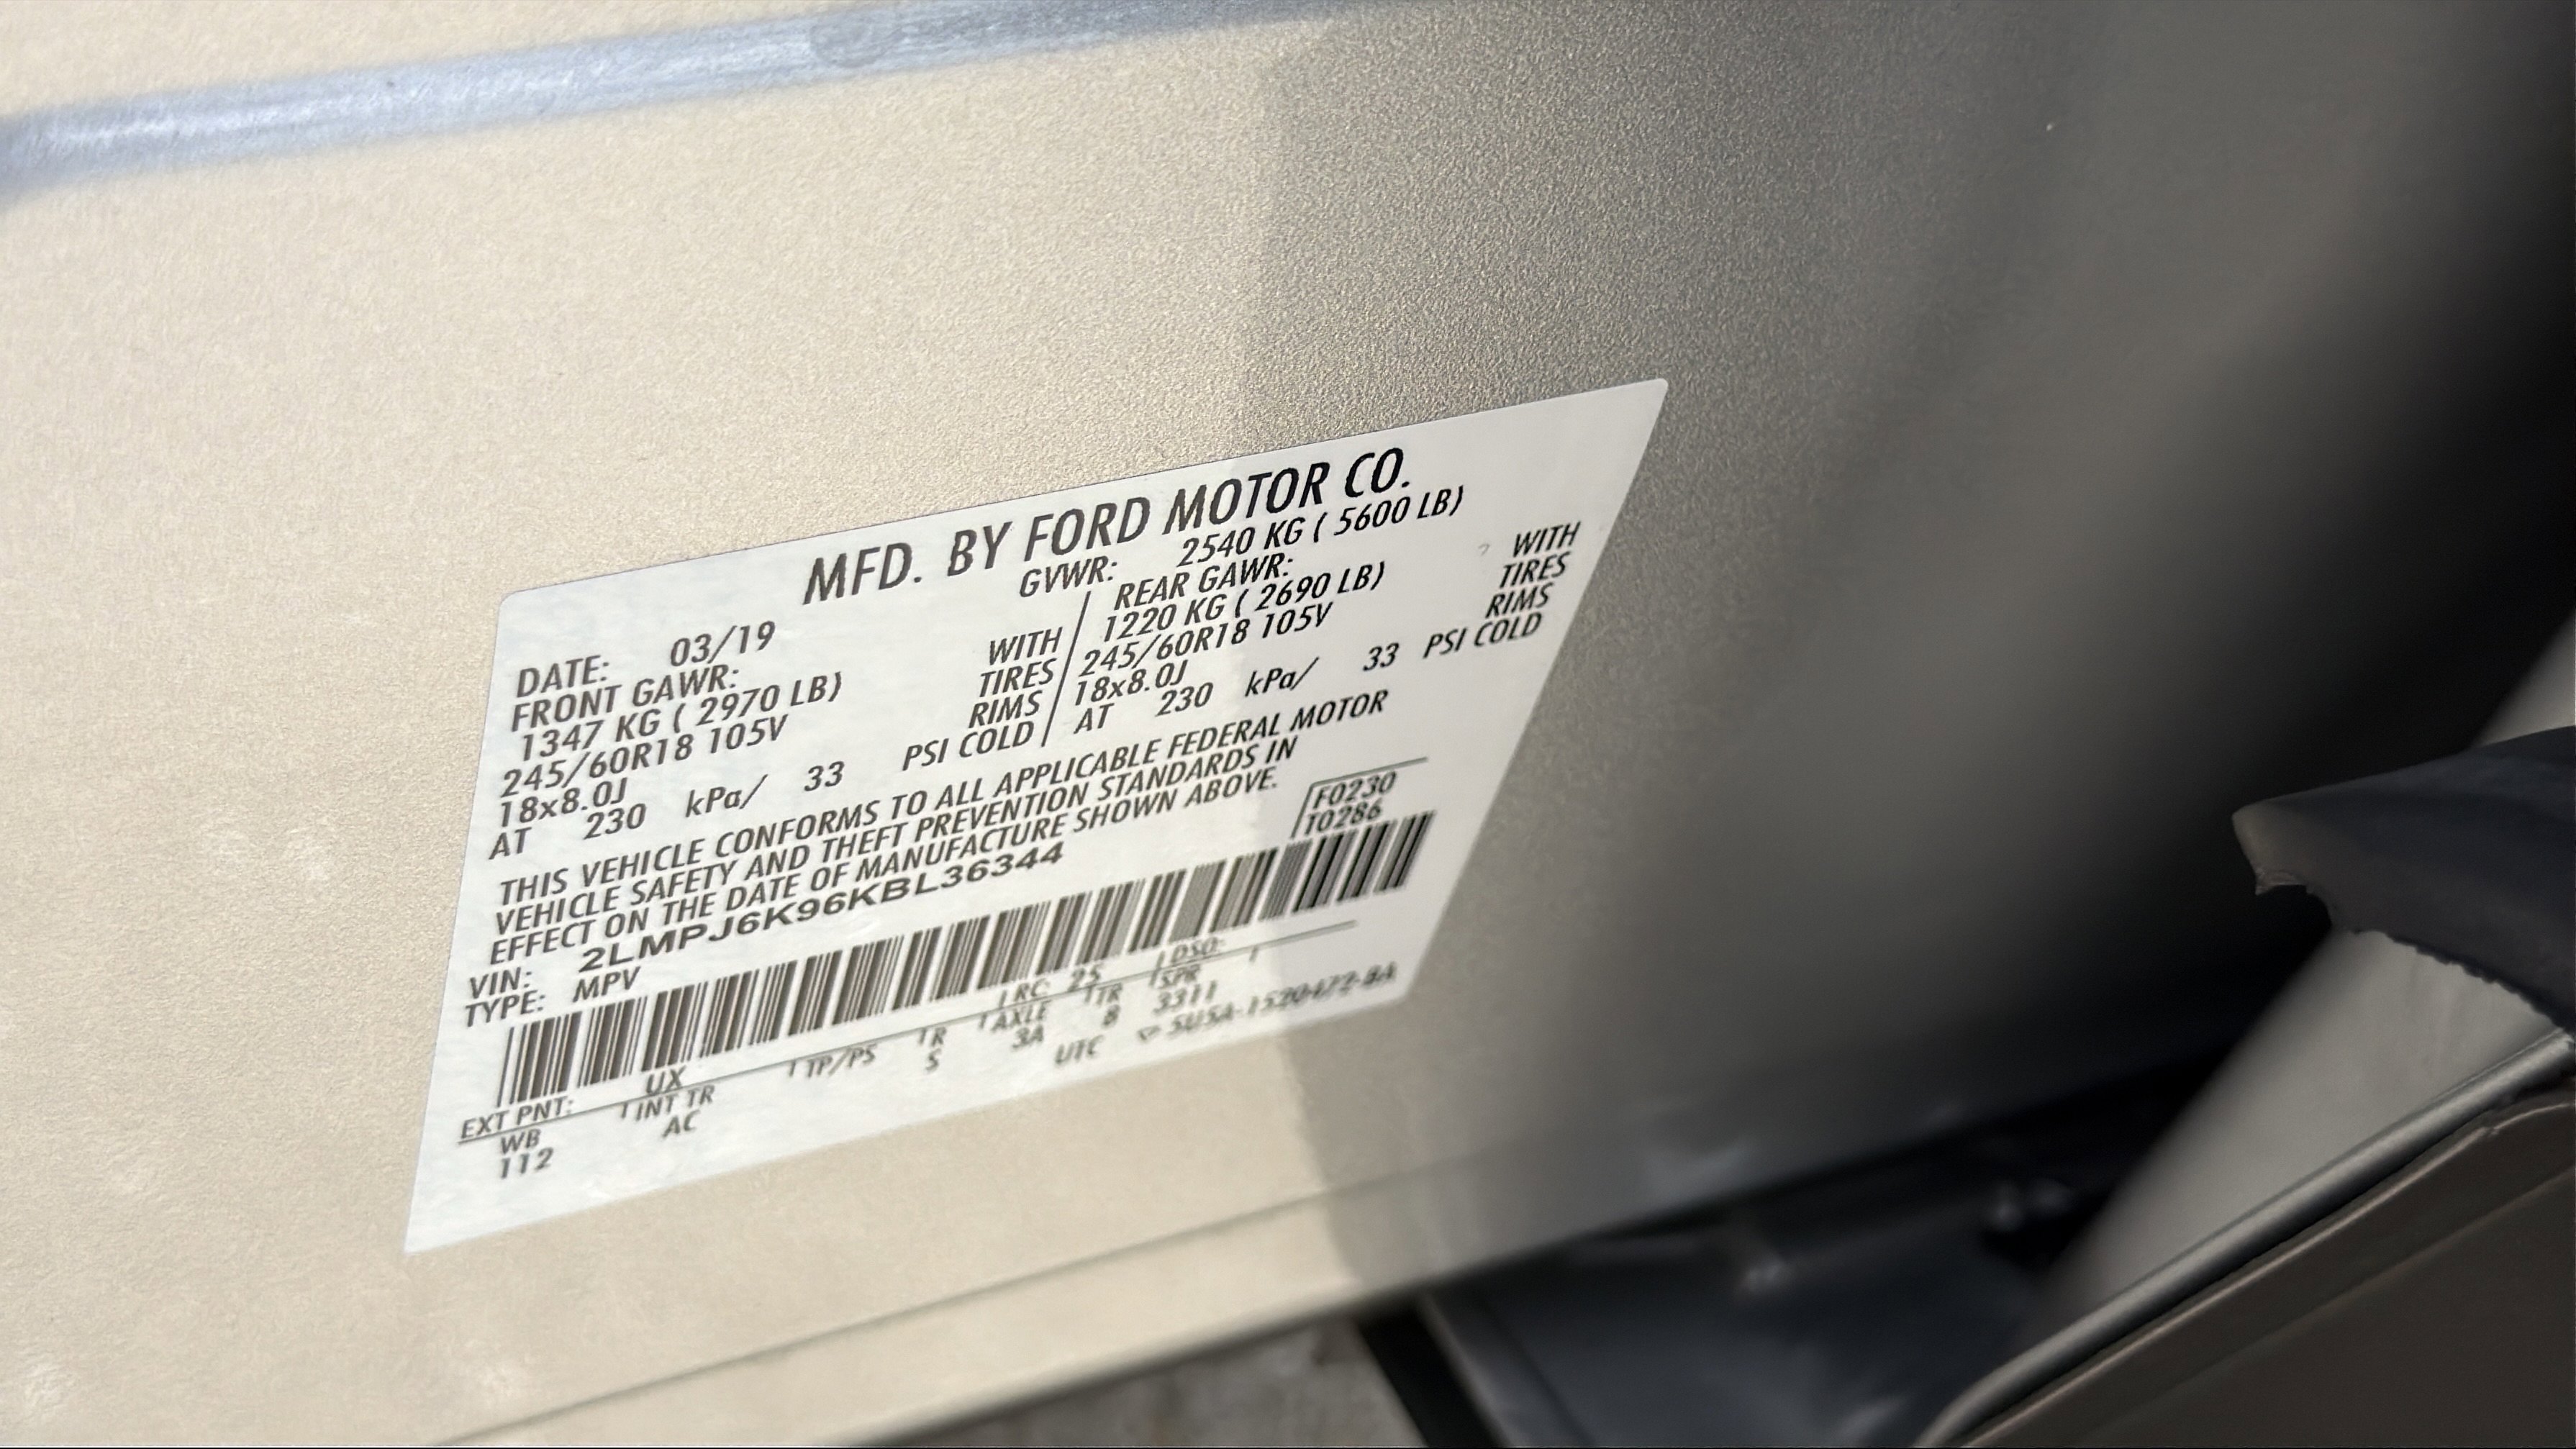 MFD. BY FORD MOTOR CO.
DATE: 03/19 GVWR: 2540 KG ( 5600 LB)
FRONT GAWR: REAR GAWR:
1347 KG ( 2970 LB) WITH 1220 KG ( 2690 LB) WITH
245/60R18 105V TIRES 245/60R18 105V TIRES
18x8.0J RIMS 18x8.0J RIMS
AT 230 kPa/ 33 PSI COLD AT 230 kPa/ 33 PSI COLD
THIS VEHICLE CONFORMS TO ALL APPLICABLE FEDERAL MOTOR
VEHICLE SAFETY AND THEFT PREVENTION STANDARDS IN
EFFECT ON THE DATE OF MANUFACTURE SHOWN ABOVE.
VIN: 2LMPJ6K96KBL36344
TYPE: MPV
F0230
T0286
EXT PNT: UX RC: 25 DSO:
WB INT TR TP/PS R AXLE TR SPR
112 AC S 3A 8 3311
UTC 5U5A-1520472-BA